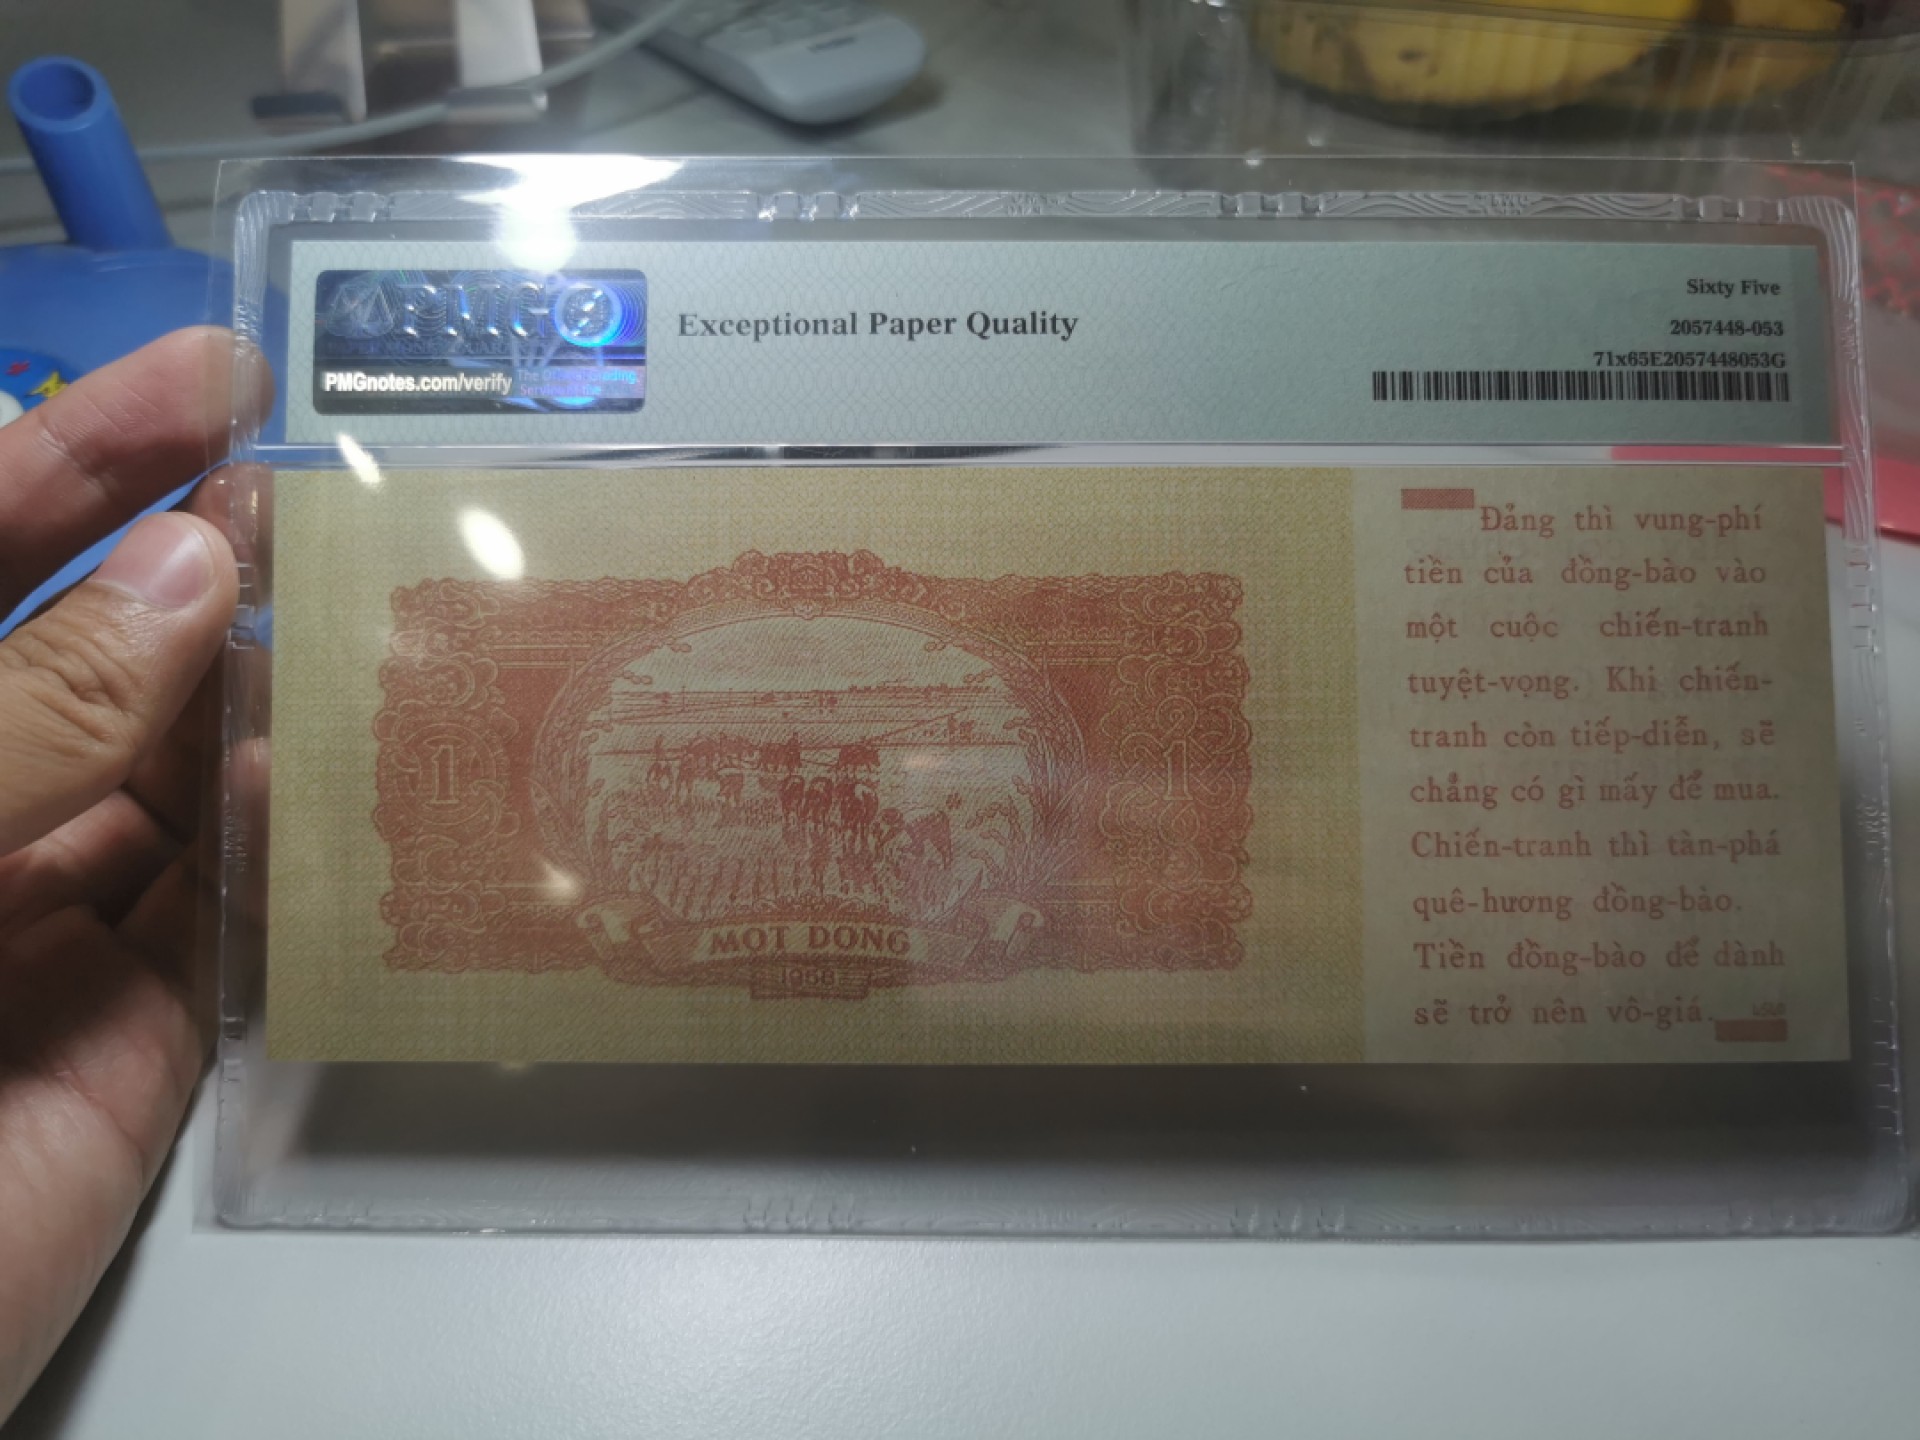 PMG
PMGnotes.com/verify
Exceptional Paper Quality
Sixty Five
2057448-053
71x65E2057448053G
1
1
MỘT ĐỒNG
1958
Đảng thì vung-phí
tiền của đồng-bào vào
một cuộc chiến-tranh
tuyệt-vọng. Khi chiến-
tranh còn tiếp-diễn, sẽ
chẳng có gì mấy để mua.
Chiến-tranh thì tàn-phá
quê-hương đồng-bào.
Tiền đồng-bào để dành
sẽ trở nên vô-giá.